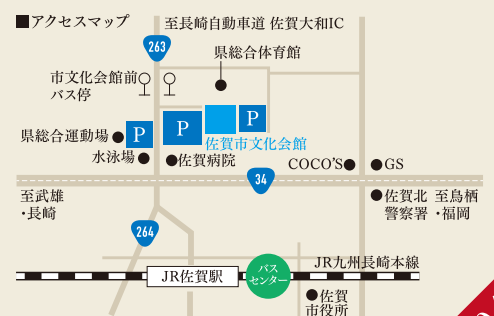 ■アクセスマップ
至長崎自動車道 佐賀大和IC
263
県総合体育館
市文化会館前
バス停
P
P
P
県総合運動場
佐賀市文化会館
水泳場
佐賀病院
COCO'S
GS
34
至武雄
・長崎
佐賀北
警察署
至鳥栖
・福岡
264
JR九州長崎本線
バス
センター
JR佐賀駅
佐賀
市役所